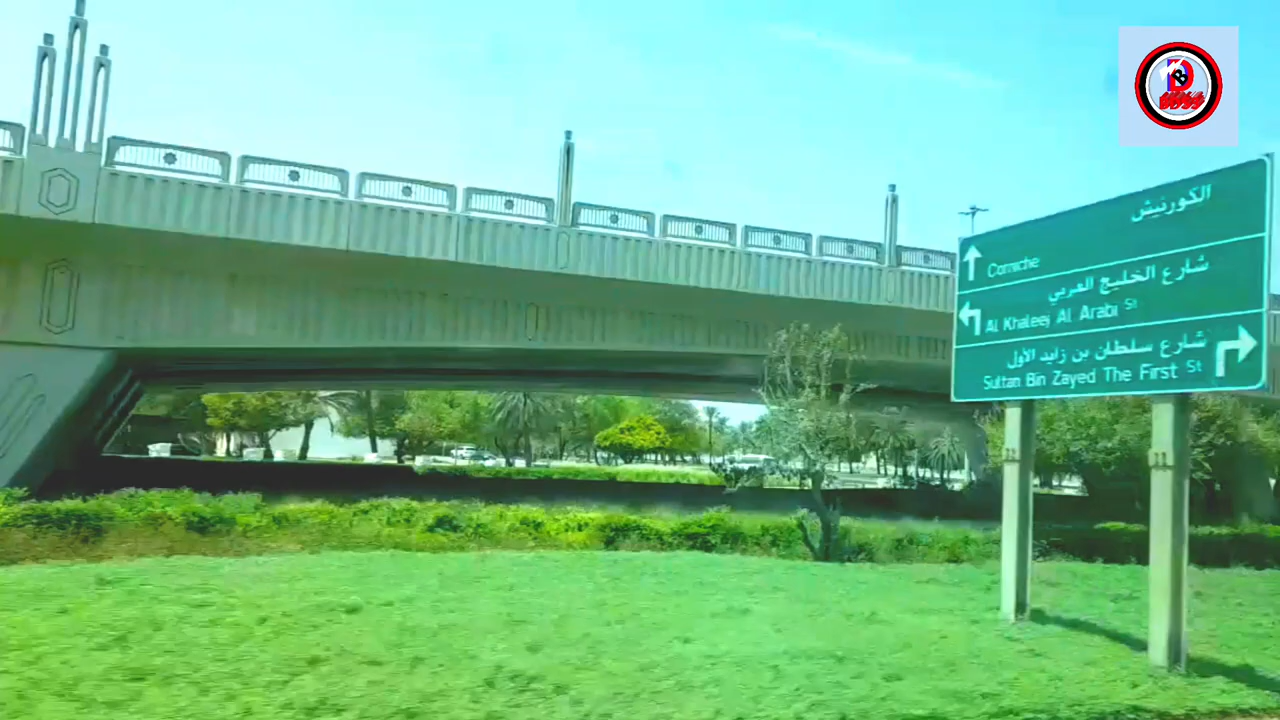 الكورنيش
Corniche
شارع الخليج العربي
Al Khaleej Al Arabi St
شارع سلطان بن زايد الأول
Sultan Bin Zayed The First St